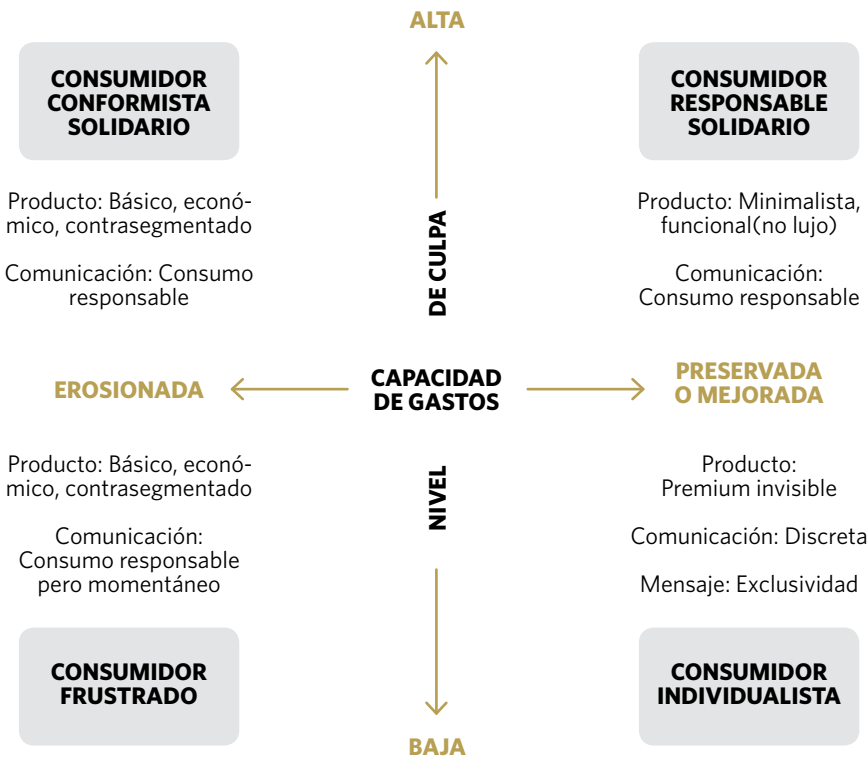 ALTA
CONSUMIDOR
CONFORMISTA
SOLIDARIO
CONSUMIDOR
RESPONSABLE
SOLIDARIO
Producto: Básico, econó-
mico, contrasegmentado
Comunicación: Consumo
responsable
DE CULPA
Producto: Minimalista,
funcional(no lujo)
Comunicación:
Consumo responsable
EROSIONADA
CAPACIDAD
DE GASTOS
PRESERVADA
O MEJORADA
Producto: Básico, econó-
mico, contrasegmentado
Comunicación:
Consumo responsable
pero momentáneo
NIVEL
Producto:
Premium invisible
Comunicación: Discreta
Mensaje: Exclusividad
CONSUMIDOR
FRUSTRADO
CONSUMIDOR
INDIVIDUALISTA
BAJA